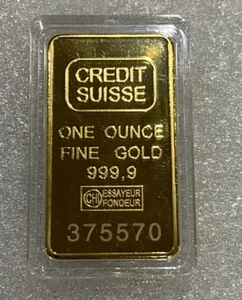 CREDIT
SUISSE
ONE OUNCE
FINE GOLD
999,9
CHI ESSAYEUR
FONDEUR
375570